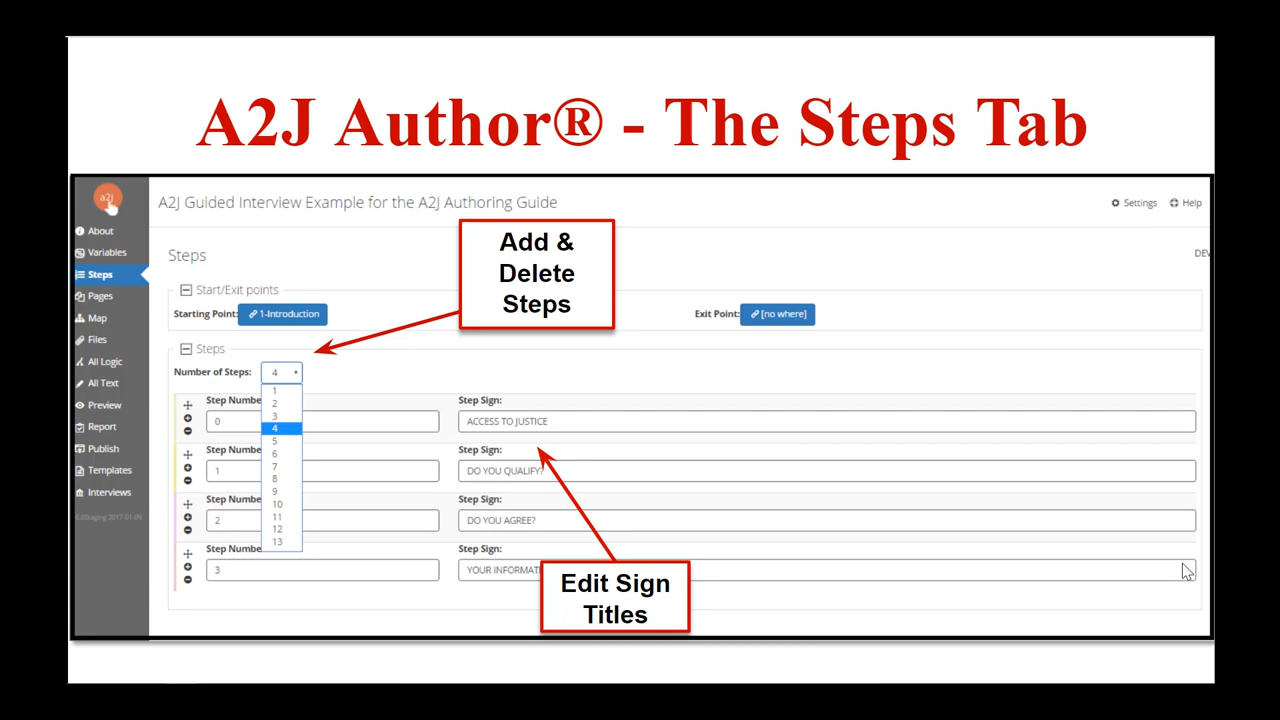 A2J Author® - The Steps Tab
a2j
A2J Guided Interview Example for the A2J Authoring Guide
Settings
Help
About
Variables
Steps
Pages
Map
Files
All Logic
All Text
Preview
Report
Publish
Templates
Interviews
Steps
DEV
Add &
Delete
Steps
Start/Exit points
Starting Point: 1-Introduction
Exit Point: [no where]
Steps
Number of Steps: 4
1
2
3
4
5
6
7
8
9
10
11
12
13
Step Numbe
Step Sign:
0
ACCESS TO JUSTICE
Step Numbe
Step Sign:
1
DO YOU QUALIFY?
Step Numbe
Step Sign:
2
DO YOU AGREE?
Step Numbe
Step Sign:
3
YOUR INFORMATI
Edit Sign
Titles